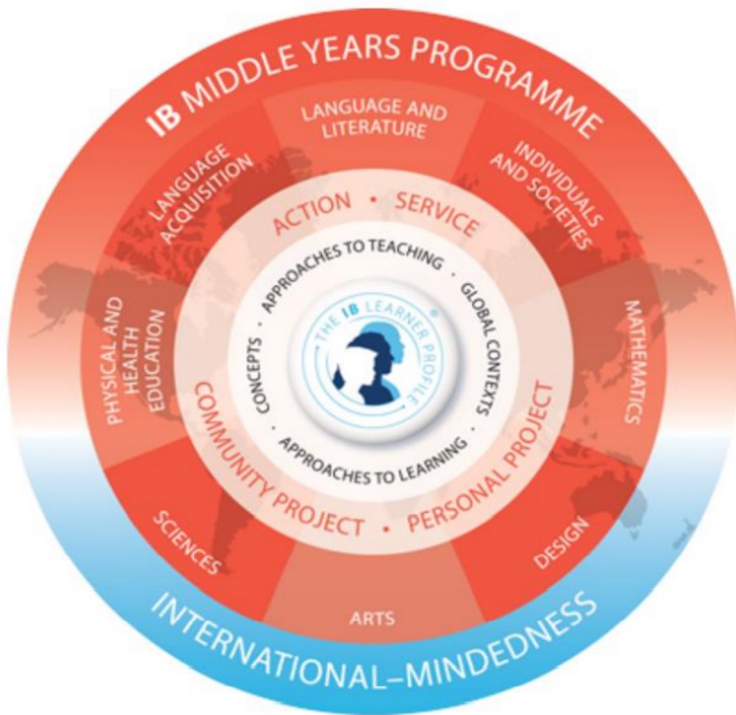 IB MIDDLE YEARS PROGRAMME
LANGUAGE AND
LITERATURE
INDIVIDUALS
AND SOCIETIES
MATHEMATICS
DESIGN
ARTS
SCIENCES
PHYSICAL AND
HEALTH
EDUCATION
LANGUAGE
ACQUISITION
ACTION • SERVICE
PERSONAL PROJECT •
COMMUNITY PROJECT
APPROACHES TO TEACHING ·
GLOBAL CONTEXTS ·
APPROACHES TO LEARNING ·
CONCEPTS ·
THE IB LEARNER PROFILE ®
INTERNATIONAL–MINDEDNESS